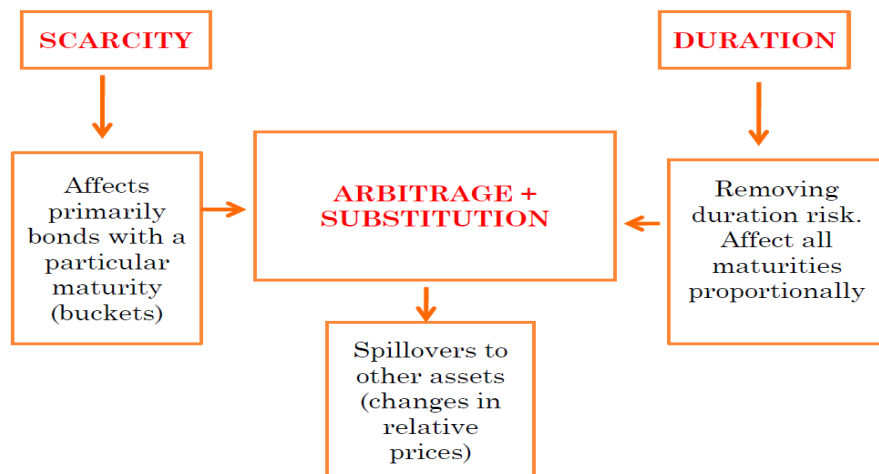 SCARCITY
DURATION
Affects
primarily
bonds with a
particular
maturity
(buckets)
ARBITRAGE +
SUBSTITUTION
Removing
duration risk.
Affect all
maturities
proportionally
Spillovers to
other assets
(changes in
relative
prices)